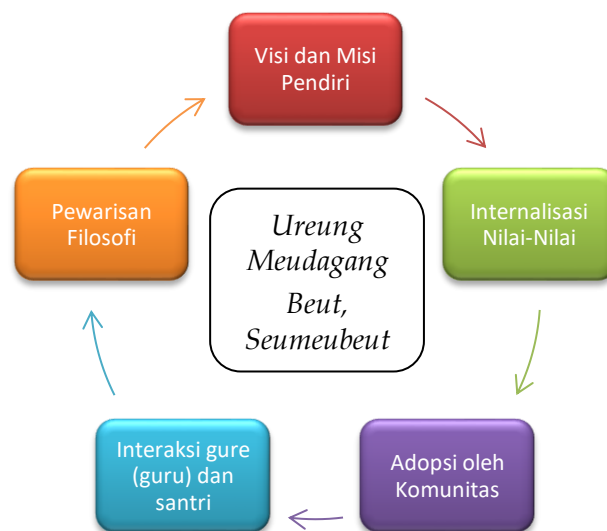 Visi dan Misi
Pendiri
Internalisasi
Nilai-Nilai
Adopsi oleh
Komunitas
Interaksi gure
(guru) dan
santri
Pewarisan
Filosofi
Ureung
Meudagang
Beut,
Seumeubeut